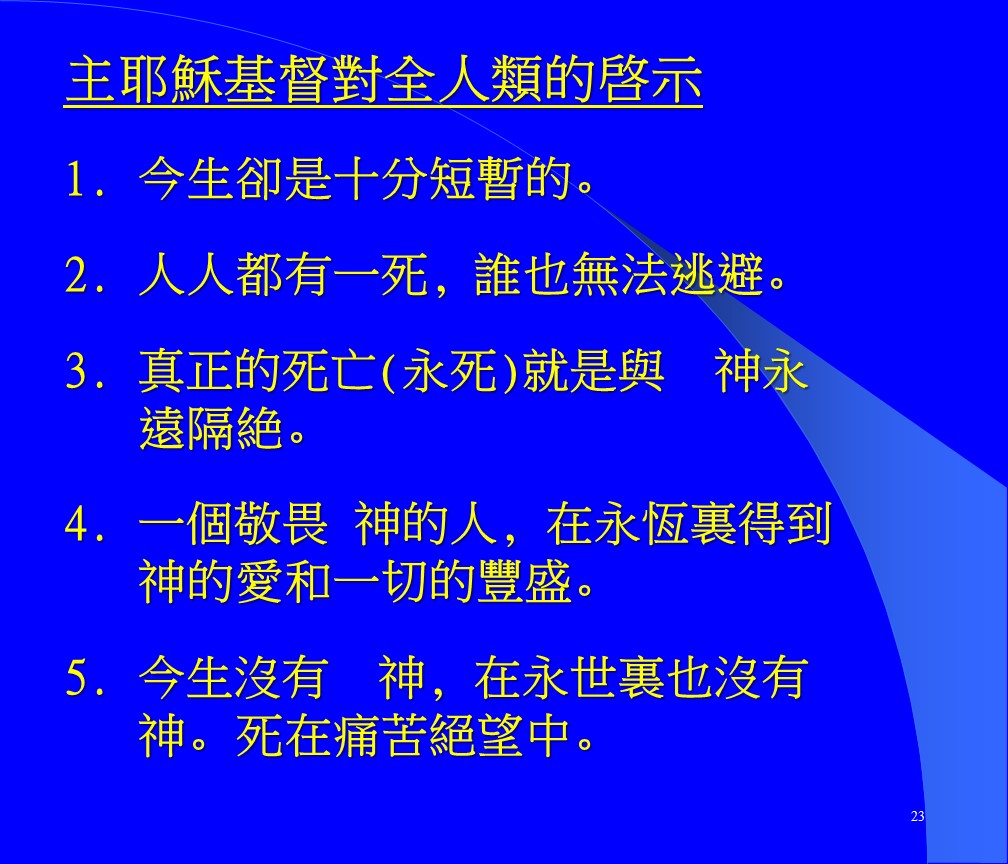 主耶穌基督對全人類的啓示
1. 今生卻是十分短暫的。
2. 人人都有一死, 誰也無法逃避。
3. 真正的死亡(永死)就是與　神永
遠隔絶。
4. 一個敬畏 神的人, 在永恆裏得到
神的愛和一切的豐盛。
5. 今生沒有　神, 在永世裏也沒有
神。死在痛苦絕望中。
23